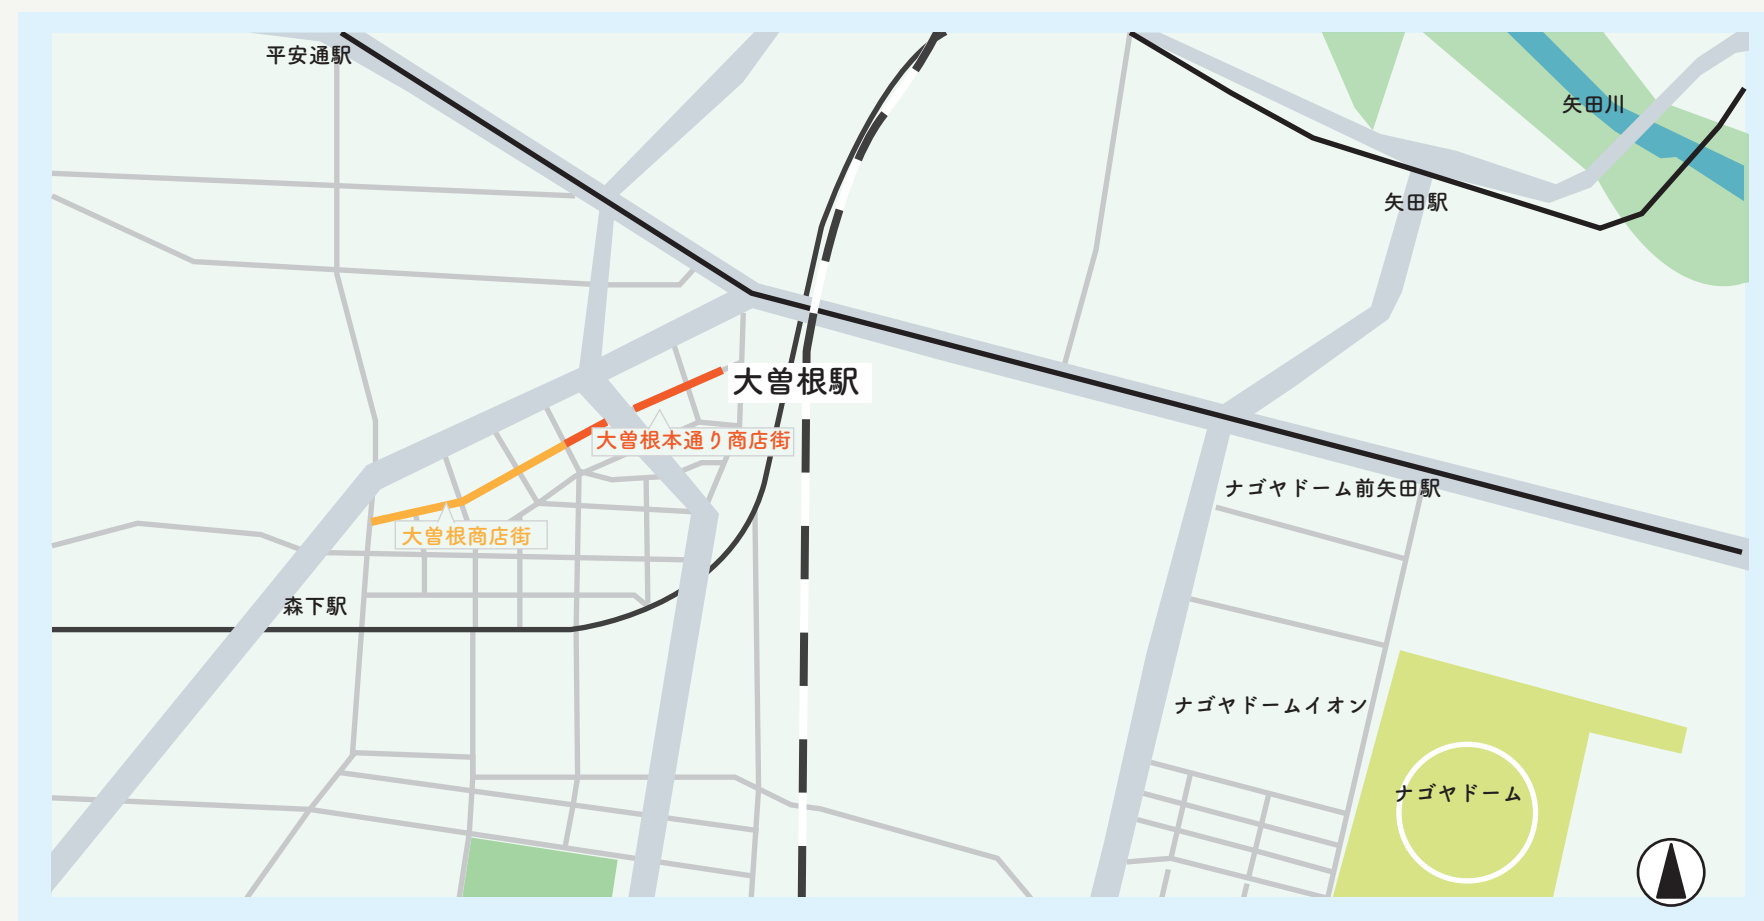 平安通駅
矢田川
矢田駅
大曽根駅
大曽根本通り商店街
ナゴヤドーム前矢田駅
大曽根商店街
森下駅
ナゴヤドームイオン
ナゴヤドーム